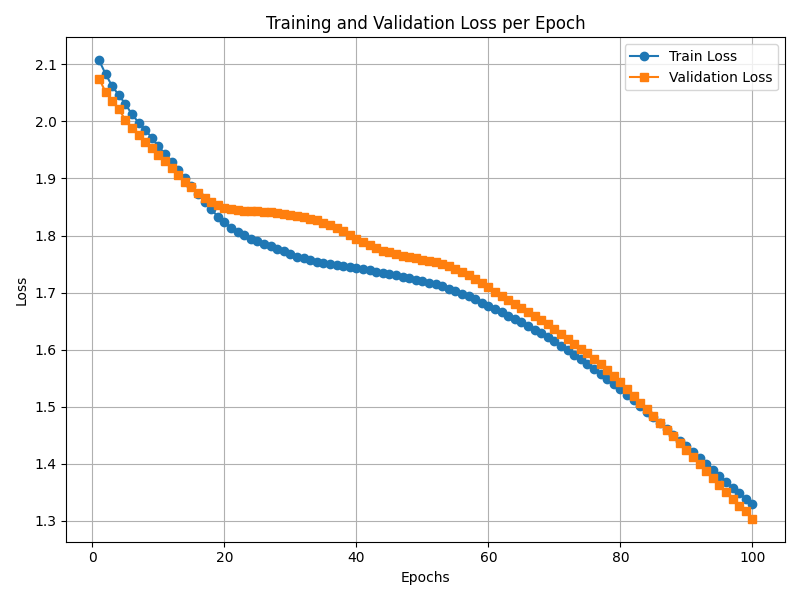 Training and Validation Loss per Epoch
Train Loss
Validation Loss
2.1
2.0
1.9
1.8
1.7
1.6
1.5
1.4
1.3
Loss
0 20 40 60 80 100
Epochs